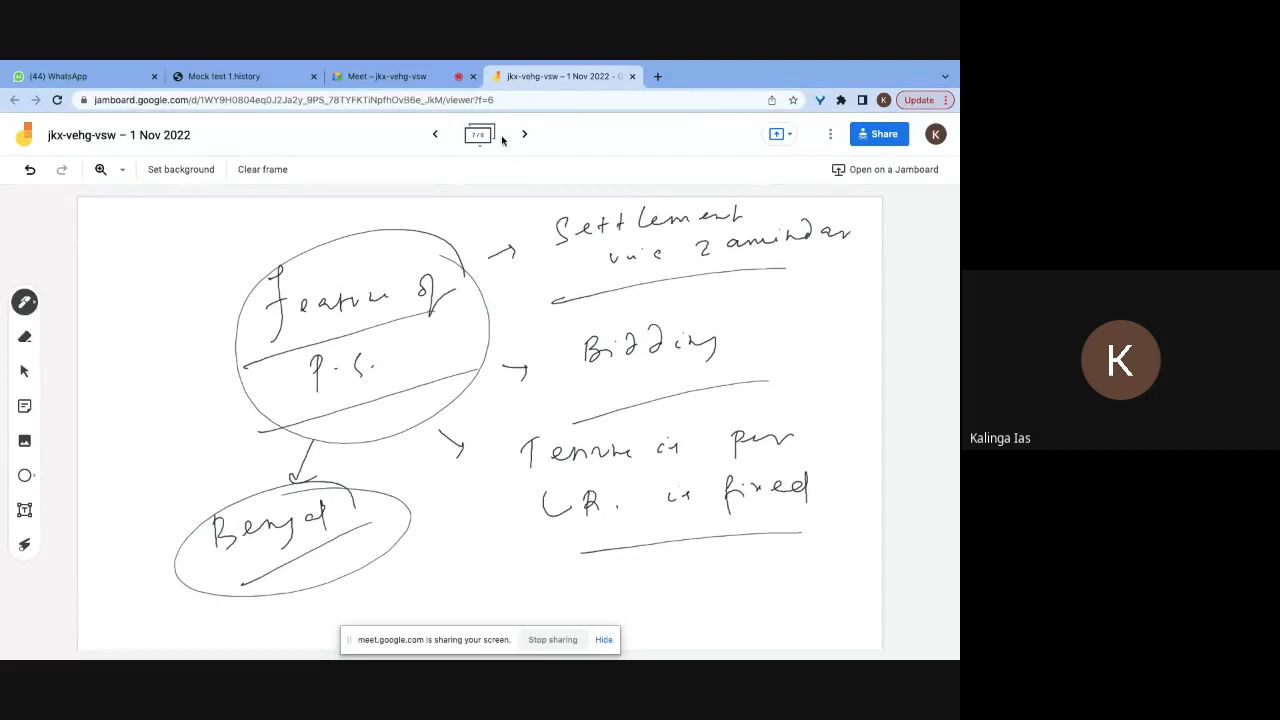 (44) WhatsApp
Mock test 1.history
Meet – jkx-vehg-vsw
jkx-vehg-vsw – 1 Nov 2022 - G
jamboard.google.com/d/1WY9H0804eq0J2Ja2y_9PS_78TYFKTiNpfhOvB6e_JkM/viewer?f=6
K
Update
jkx-vehg-vsw – 1 Nov 2022
7 / 8
Share
K
Set background
Clear frame
Open on a Jamboard
Settlement
via Zamindar
Feature of
P.S.
Bidding
Tenure is per
LR. is fixed
Bengal
K
Kalinga Ias
meet.google.com is sharing your screen.
Stop sharing
Hide